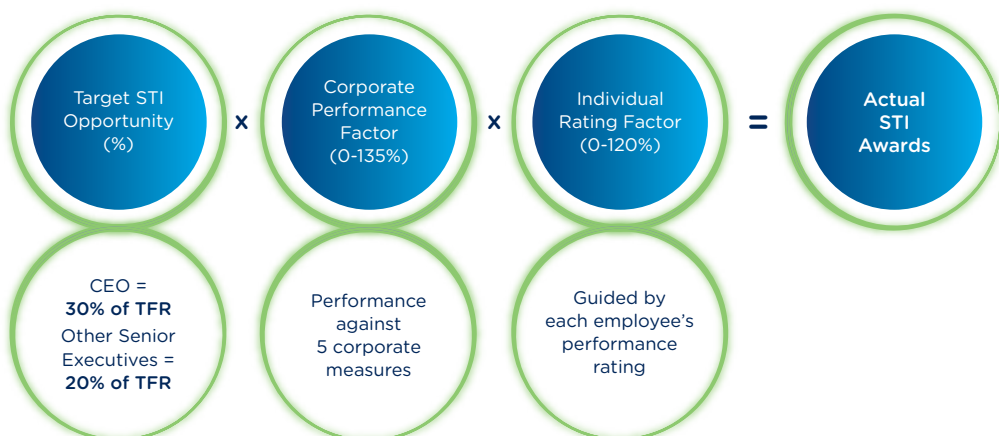 Target STI
Opportunity
(%)
x
Corporate
Performance
Factor
(0-135%)
x
Individual
Rating Factor
(0-120%)
=
Actual
STI
Awards
CEO =
30% of TFR
Other Senior
Executives =
20% of TFR
Performance
against
5 corporate
measures
Guided by
each employee’s
performance
rating